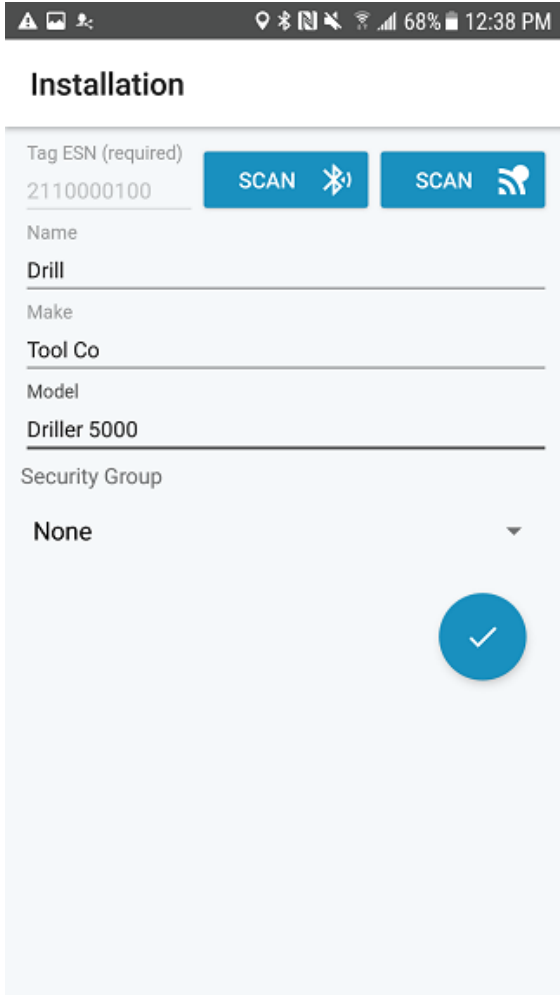 68% 12:38 PM
Installation
Tag ESN (required)
2110000100
SCAN SCAN
Name
Drill
Make
Tool Co
Model
Driller 5000
Security Group
None